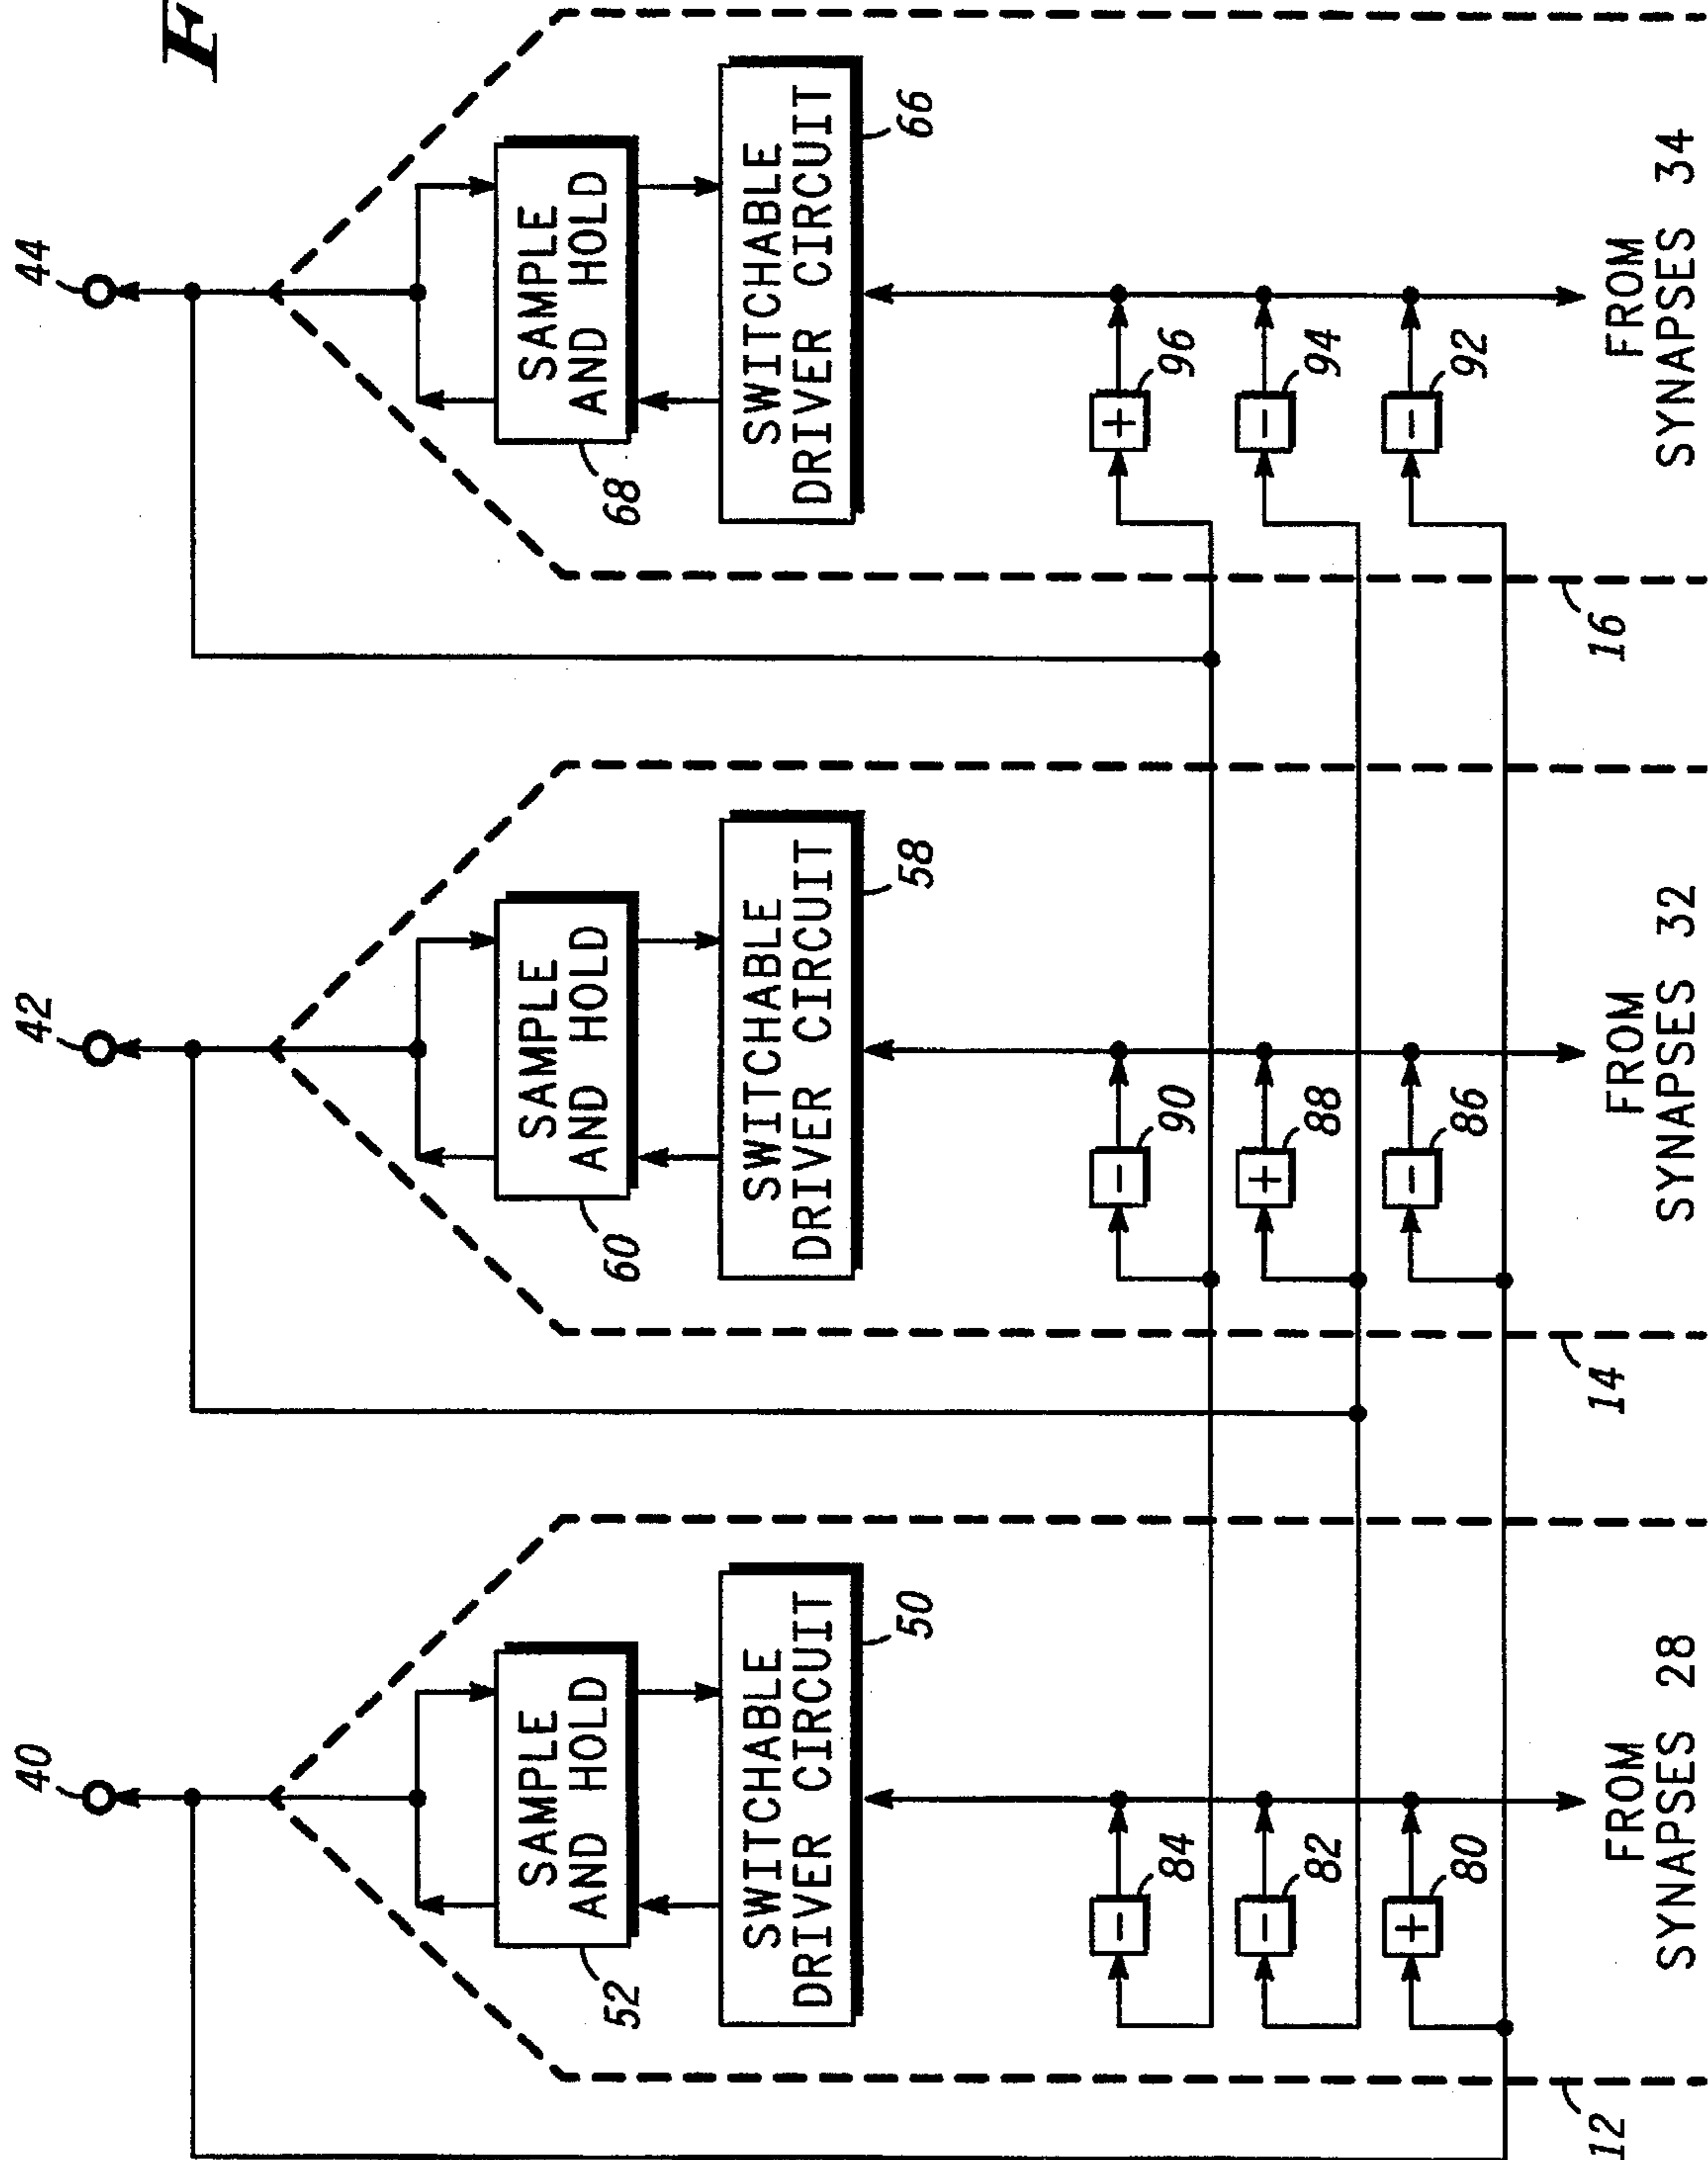 40
42
44
F
SAMPLE
AND HOLD
52
SAMPLE
AND HOLD
60
SAMPLE
AND HOLD
68
SWITCHABLE
DRIVER CIRCUIT
50
SWITCHABLE
DRIVER CIRCUIT
58
SWITCHABLE
DRIVER CIRCUIT
66
- 84
- 90
+ 96
- 82
+ 88
- 94
+ 80
- 86
- 92
12
14
16
FROM
SYNAPSES 28
FROM
SYNAPSES 32
FROM
SYNAPSES 34